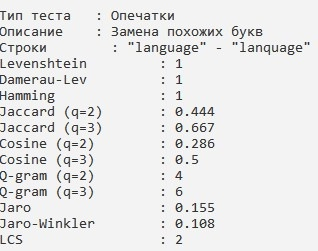 Тип теста : Опечатки
Описание : Замена похожих букв
Строки : "language" - "lanquage"
Levenshtein : 1
Damerau-Lev : 1
Hamming : 1
Jaccard (q=2) : 0.444
Jaccard (q=3) : 0.667
Cosine (q=2) : 0.286
Cosine (q=3) : 0.5
Q-gram (q=2) : 4
Q-gram (q=3) : 6
Jaro : 0.155
Jaro-Winkler : 0.108
LCS : 2